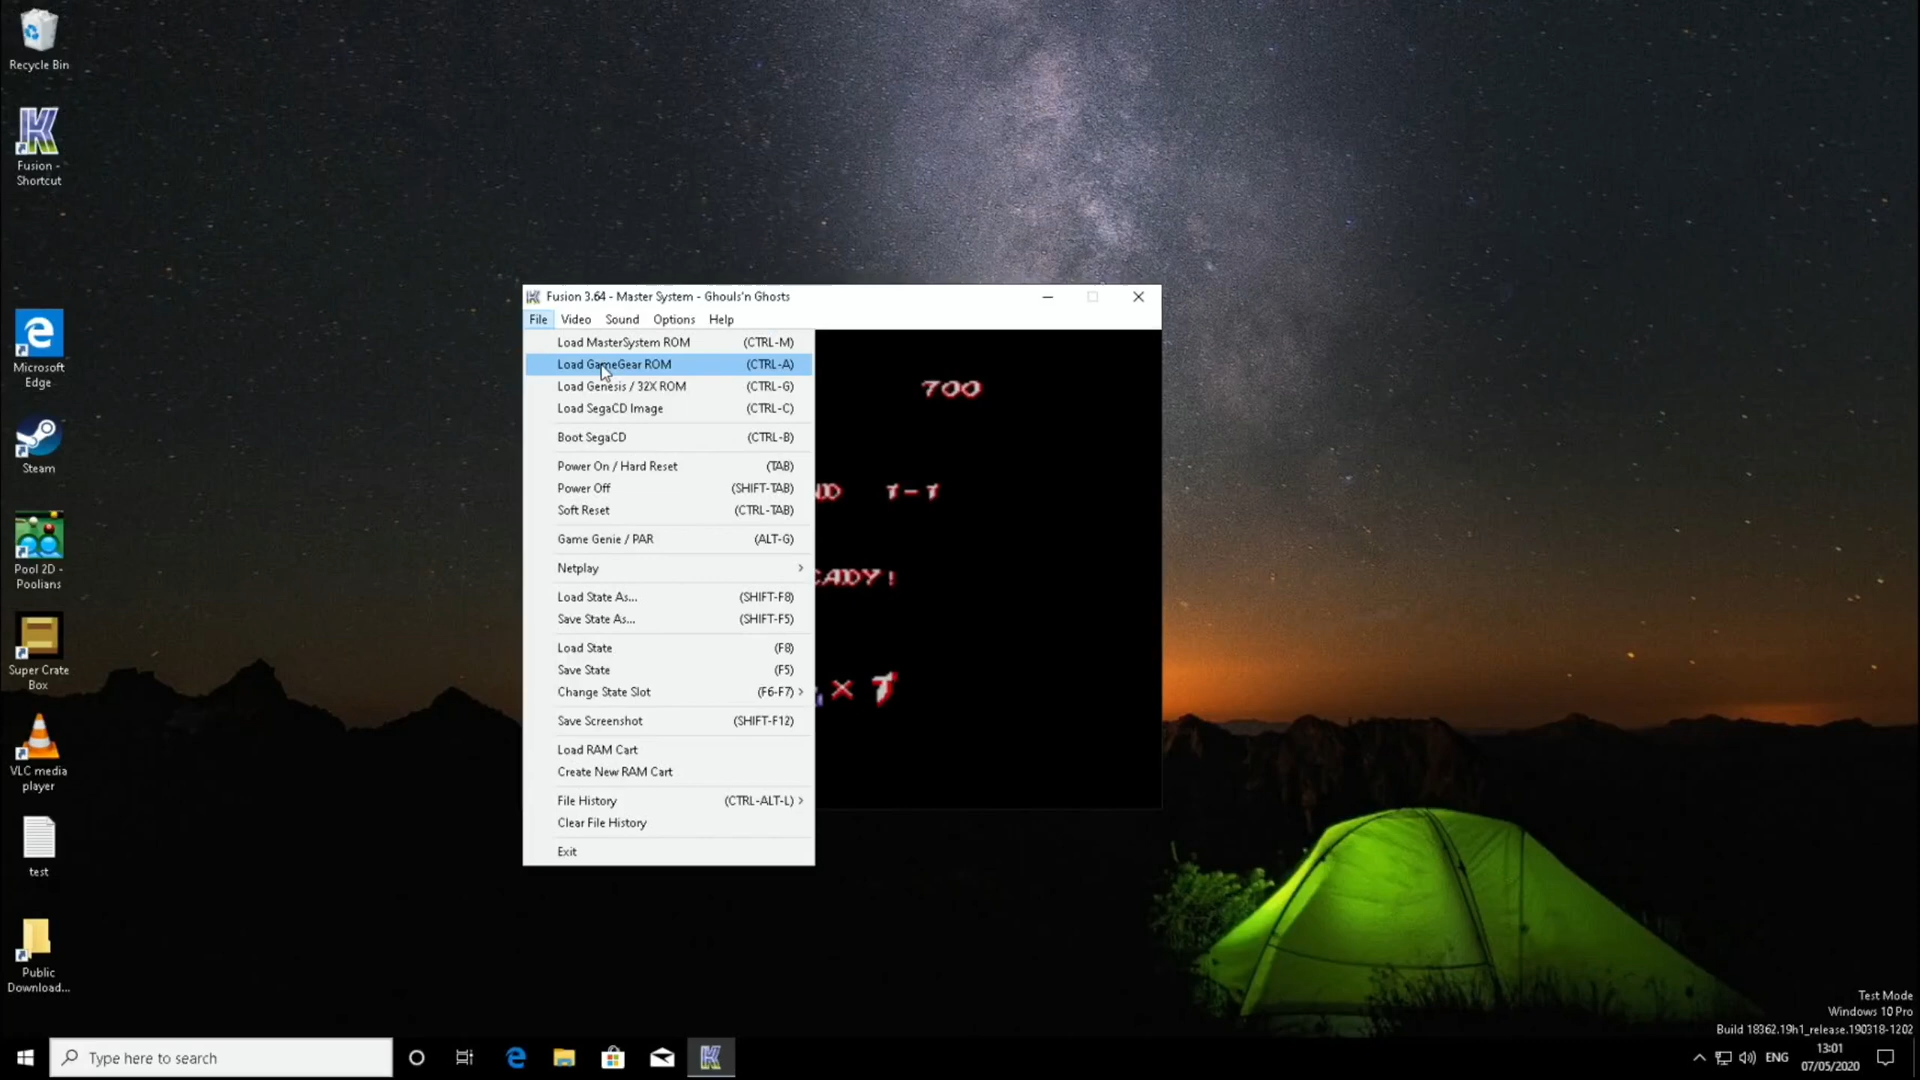 Recycle Bin
Fusion -
Shortcut
Microsoft
Edge
Steam
Pool 2D -
Poolians
Super Crate
Box
VLC media
player
test
Public
Download...
Fusion 3.64 - Master System - Ghouls'n Ghosts
File Video Sound Options Help
Load MasterSystem ROM (CTRL-M)
Load GameGear ROM (CTRL-A)
Load Genesis / 32X ROM (CTRL-G)
Load SegaCD Image (CTRL-C)
Boot SegaCD (CTRL-B)
Power On / Hard Reset (TAB)
Power Off (SHIFT-TAB)
Soft Reset (CTRL-TAB)
Game Genie / PAR (ALT-G)
Netplay
Load State As... (SHIFT-F8)
Save State As... (SHIFT-F5)
Load State (F8)
Save State (F5)
Change State Slot (F6-F7)
Save Screenshot (SHIFT-F12)
Load RAM Cart
Create New RAM Cart
File History (CTRL-ALT-L)
Clear File History
Exit
700
1-1
× 1
Test Mode
Windows 10 Pro
Build 18362.19h1_release.190318-1202
Type here to search
ENG
13:01
07/05/2020